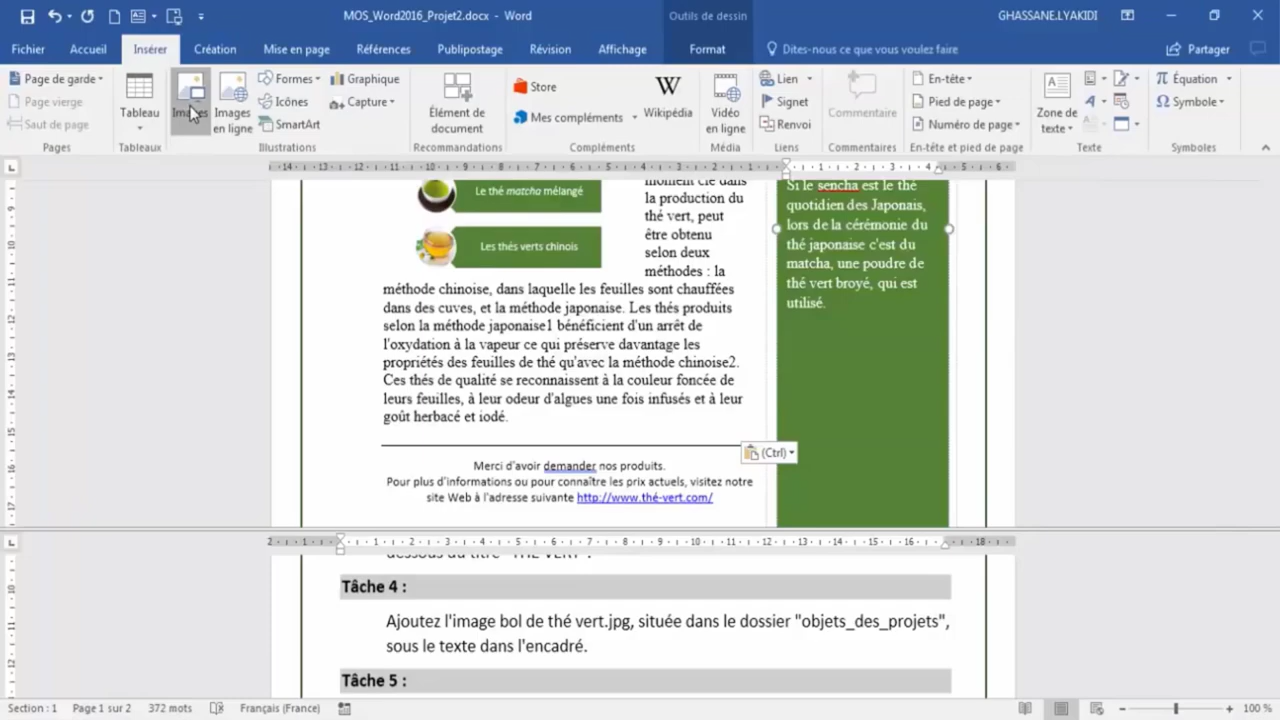 MOS_Word2016_Projet2.docx - Word
Outils de dessin
GHASSANE.LYAKIDI
Fichier Accueil Insérer Création Mise en page Références Publipostage Révision Affichage Format Dites-nous ce que vous voulez faire Partager
Page de garde
Page vierge
Saut de page
Pages
Tableau
Tableaux
Images
Images en ligne
Formes
Icônes
SmartArt
Graphique
Capture
Illustrations
Élément de document
Recommandations
Store
Mes compléments
Wikipédia
Compléments
Vidéo en ligne
Média
Lien
Signet
Renvoi
Liens
Commentaire
Commentaires
En-tête
Pied de page
Numéro de page
En-tête et pied de page
Zone de texte
Texte
Équation
Symbole
Symboles
Le thé matcha mélangé
Les thés verts chinois
moment clé dans
la production du
thé vert, peut
être obtenu
selon deux
méthodes : la
méthode chinoise, dans laquelle les feuilles sont chauffées
dans des cuves, et la méthode japonaise. Les thés produits
selon la méthode japonaise1 bénéficient d'un arrêt de
l'oxydation à la vapeur ce qui préserve davantage les
propriétés des feuilles de thé qu'avec la méthode chinoise2.
Ces thés de qualité se reconnaissent à la couleur foncée de
leurs feuilles, à leur odeur d'algues une fois infusés et à leur
goût herbacé et iodé.
Si le sencha est le thé
quotidien des Japonais,
lors de la cérémonie du
thé japonaise c'est du
matcha, une poudre de
thé vert broyé, qui est
utilisé.
(Ctrl)
Merci d'avoir demander nos produits.
Pour plus d'informations ou pour connaître les prix actuels, visitez notre
site Web à l'adresse suivante http://www.thé-vert.com/
dessous du titre "THE VERT".
Tâche 4 :
Ajoutez l'image bol de thé vert.jpg, située dans le dossier "objets_des_projets",
sous le texte dans l'encadré.
Tâche 5 :
Section : 1 Page 1 sur 2 372 mots Français (France) 100 %